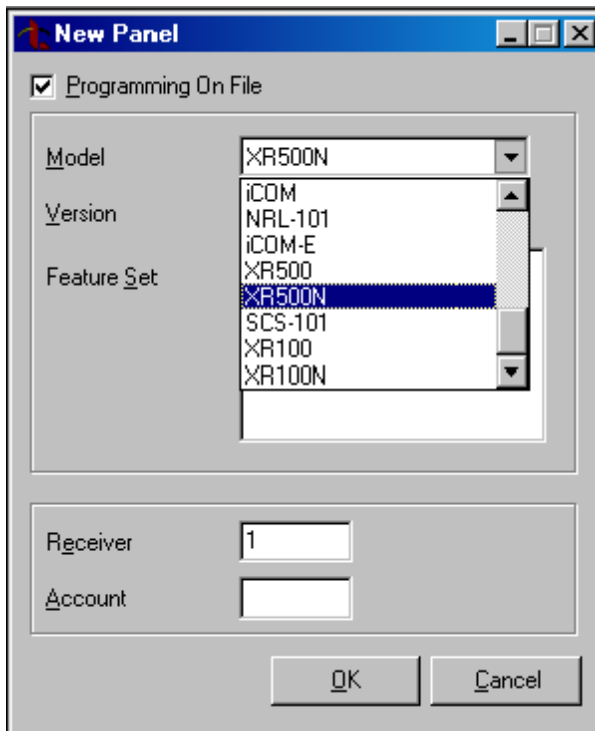 New Panel
Programming On File
Model XR500N
iCOM
Version
NRL-101
iCOM-E
Feature Set
XR500
XR500N
SCS-101
XR100
XR100N
Receiver 1
Account
OK Cancel